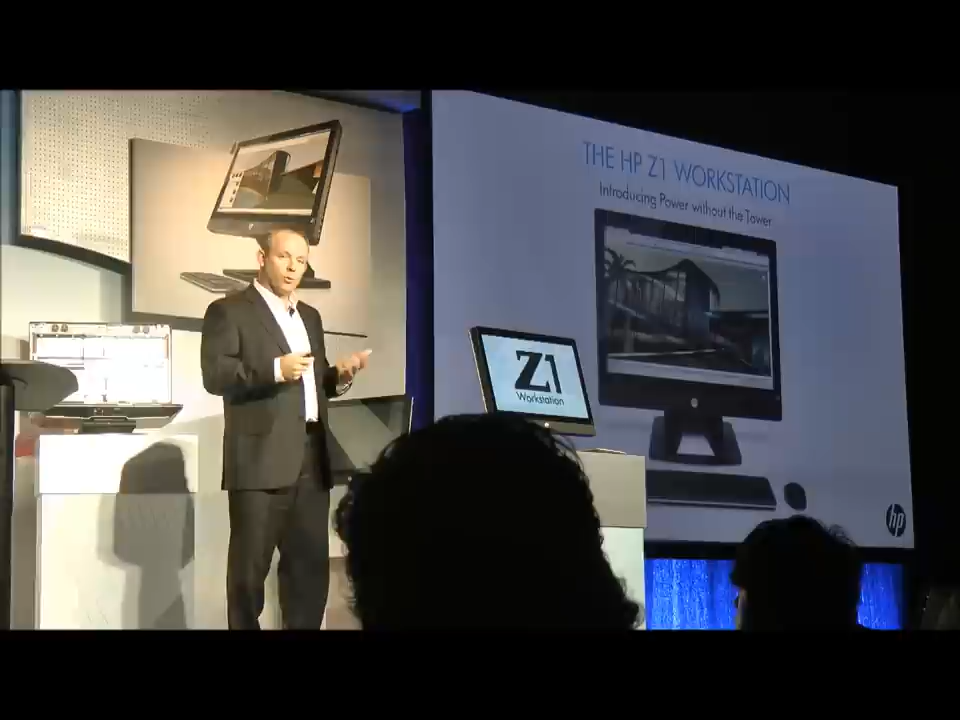 THE HP Z1 WORKSTATION
Introducing Power without the Tower
Z1
Workstation
hp